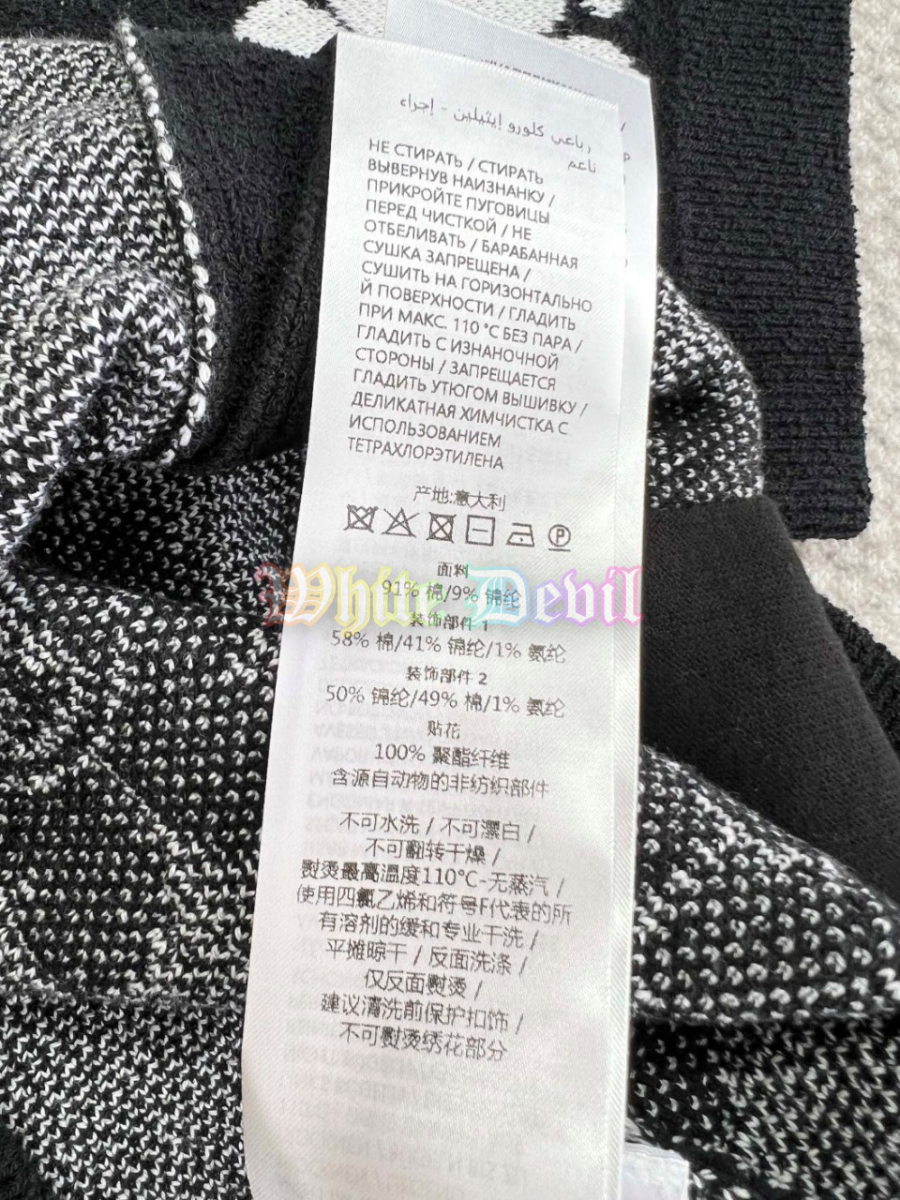 رباعي كلورو إيثيلين - إجراء
ناعم
НЕ СТИРАТЬ / СТИРАТЬ
ВЫВЕРНУВ НАИЗНАНКУ /
ПРИКРОЙТЕ ПУГОВИЦЫ
ПЕРЕД ЧИСТКОЙ / НЕ
ОТБЕЛИВАТЬ / БАРАБАННАЯ
СУШКА ЗАПРЕЩЕНА /
СУШИТЬ НА ГОРИЗОНТАЛЬНО
Й ПОВЕРХНОСТИ / ГЛАДИТЬ
ПРИ МАКС. 110 °C БЕЗ ПАРА /
ГЛАДИТЬ С ИЗНАНОЧНОЙ
СТОРОНЫ / ЗАПРЕЩАЕТСЯ
ГЛАДИТЬ УТЮГОМ ВЫШИВКУ /
ДЕЛИКАТНАЯ ХИМЧИСТКА С
ИСПОЛЬЗОВАНИЕМ
ТЕТРАХЛОРЭТИЛЕНА
产地:意大利
P
面料
91% 棉/9% 锦纶
White Devil
装饰部件 1
58% 棉/41% 锦纶/1% 氨纶
装饰部件 2
50% 锦纶/49% 棉/1% 氨纶
贴花
100% 聚酯纤维
含源自动物的非纺织部件
不可水洗 / 不可漂白 /
不可翻转干燥 /
熨烫最高温度110°C-无蒸汽 /
使用四氯乙烯和符号F代表的所
有溶剂的缓和专业干洗 /
平摊晾干 / 反面洗涤 /
仅反面熨烫 /
建议清洗前保护扣饰 /
不可熨烫绣花部分